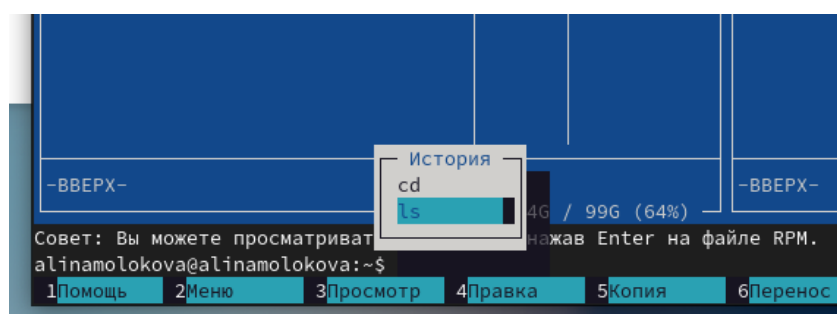 История
cd
-ВВЕРХ-
ls
-ВВЕРХ-
4G / 99G (64%)
Совет: Вы можете нажав Enter на файле RPM.
alinamolokova@alinamolokova:~$
1Помощь 2Меню 3Просмотр 4Правка 5Копия 6Перенос